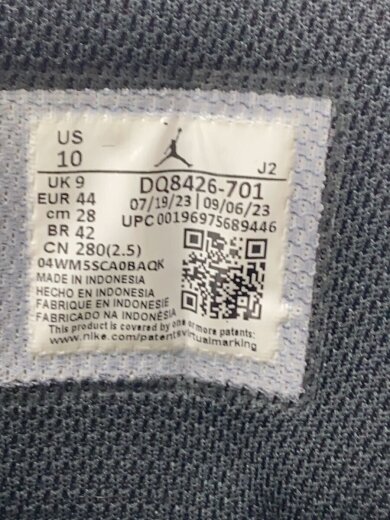 US
10
J2
UK 9
DQ8426-701
EUR 44
07/19/23 | 09/06/23
cm 28
UPC 00196975689446
BR 42
CN 280(2.5)
04WM5SCA0BAQK
MADE IN INDONESIA
HECHO EN INDONESIA
FABRIQUE EN INDONESIE
FABRICADO NA INDONÉSIA
This product is covered by one or more patents:
www.nike.com/patentsvirtualmarking